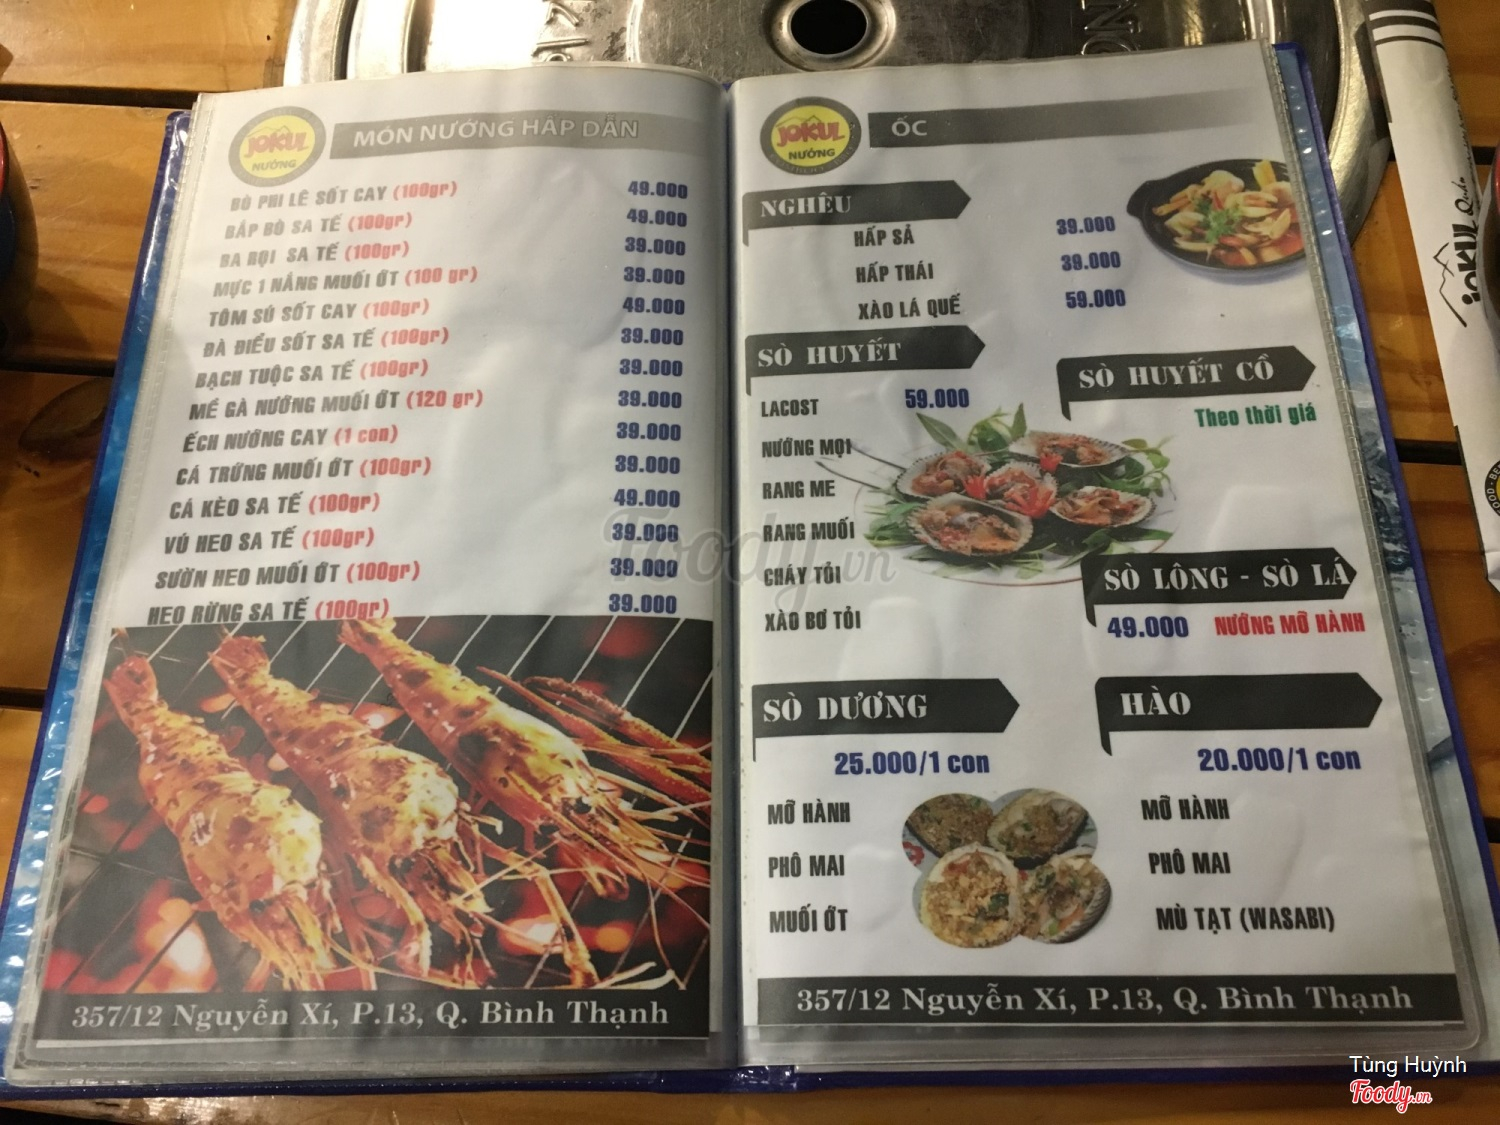 JOKUL
NƯỚNG
MÓN NƯỚNG HẤP DẪN
BÒ PHI LÊ SỐT CAY (100gr) 49.000
BẮP BÒ SA TẾ (100gr) 49.000
BA RỌI SA TẾ (100gr) 39.000
MỰC 1 NẮNG MUỐI ỚT (100 gr) 39.000
TÔM SÚ SỐT CAY (100gr) 49.000
ĐÀ ĐIỂU SỐT SA TẾ (100gr) 39.000
BẠCH TUỘC SA TẾ (100gr) 39.000
MỀ GÀ NƯỚNG MUỐI ỚT (120 gr) 39.000
ẾCH NƯỚNG CAY (1 con) 39.000
CÁ TRỨNG MUỐI ỚT (100gr) 39.000
CÁ KÈO SA TẾ (100gr) 49.000
VÚ HEO SA TẾ (100gr) 39.000
SƯỜN HEO MUỐI ỚT (100gr) 39.000
HEO RỪNG SA TẾ (100gr) 39.000
357/12 Nguyễn Xí, P.13, Q. Bình Thạnh
JOKUL
NƯỚNG
ỐC
NGHÊU
HẤP SẢ 39.000
HẤP THÁI 39.000
XÀO LÁ QUẾ 59.000
SÒ HUYẾT
LACOST 59.000
NƯỚNG MỌI
RANG ME
RANG MUỐI
CHÁY TỎI
XÀO BƠ TỎI
SÒ HUYẾT CỒ
Theo thời giá
SÒ LÔNG - SÒ LÁ
49.000 NƯỚNG MỠ HÀNH
SÒ DƯƠNG
25.000/1 con
MỠ HÀNH
PHÔ MAI
MUỐI ỚT
HÀO
20.000/1 con
MỠ HÀNH
PHÔ MAI
MÙ TẠT (WASABI)
357/12 Nguyễn Xí, P.13, Q. Bình Thạnh
JOKUL Quán
Foody.vn
Tùng Huỳnh
Foody.vn